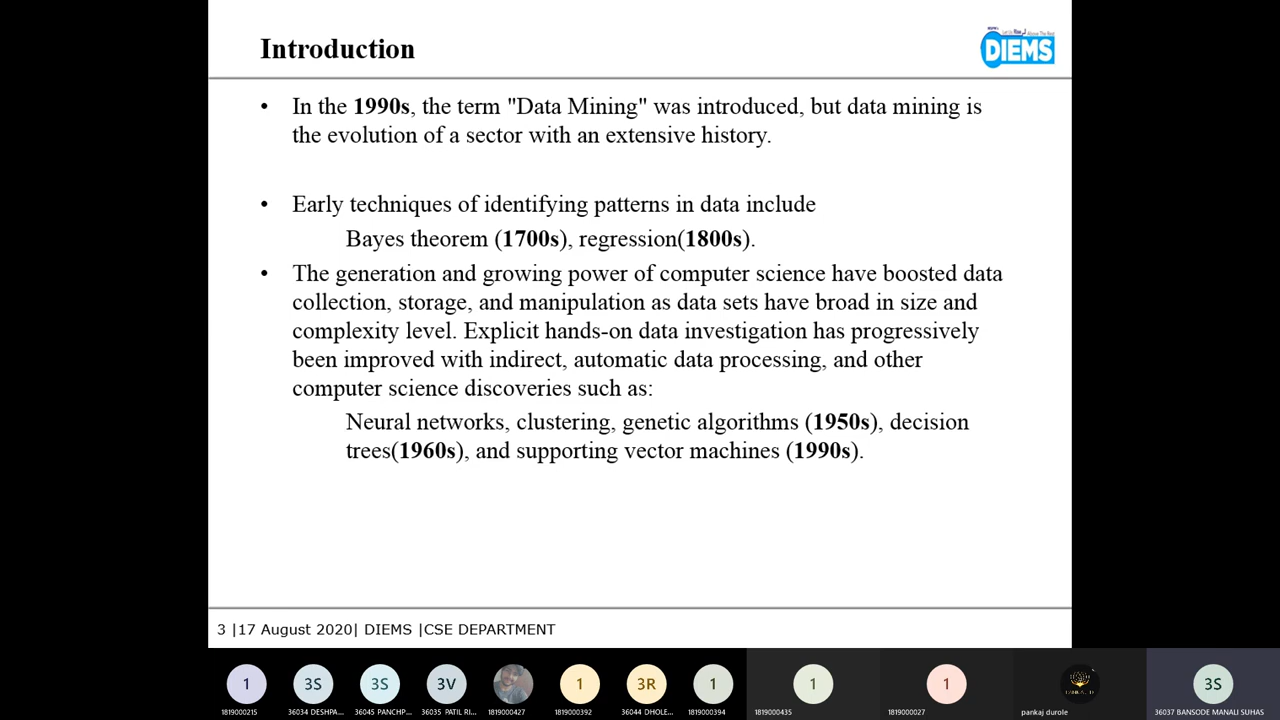 Introduction
DIEMS
• In the 1990s, the term "Data Mining" was introduced, but data mining is
the evolution of a sector with an extensive history.
• Early techniques of identifying patterns in data include
Bayes theorem (1700s), regression(1800s).
• The generation and growing power of computer science have boosted data
collection, storage, and manipulation as data sets have broad in size and
complexity level. Explicit hands-on data investigation has progressively
been improved with indirect, automatic data processing, and other
computer science discoveries such as:
Neural networks, clustering, genetic algorithms (1950s), decision
trees(1960s), and supporting vector machines (1990s).
3 |17 August 2020| DIEMS |CSE DEPARTMENT
1 3S 3S 3V 1 3R 1 1 1 3S
1819000215 36034 DESHPA... 36045 PANCHP... 36035 PATIL RI... 1819000427 1819000392 36044 DHOLE... 1819000394 1819000435 1819000027 pankaj durole 36037 BANSODE MANALI SUHAS